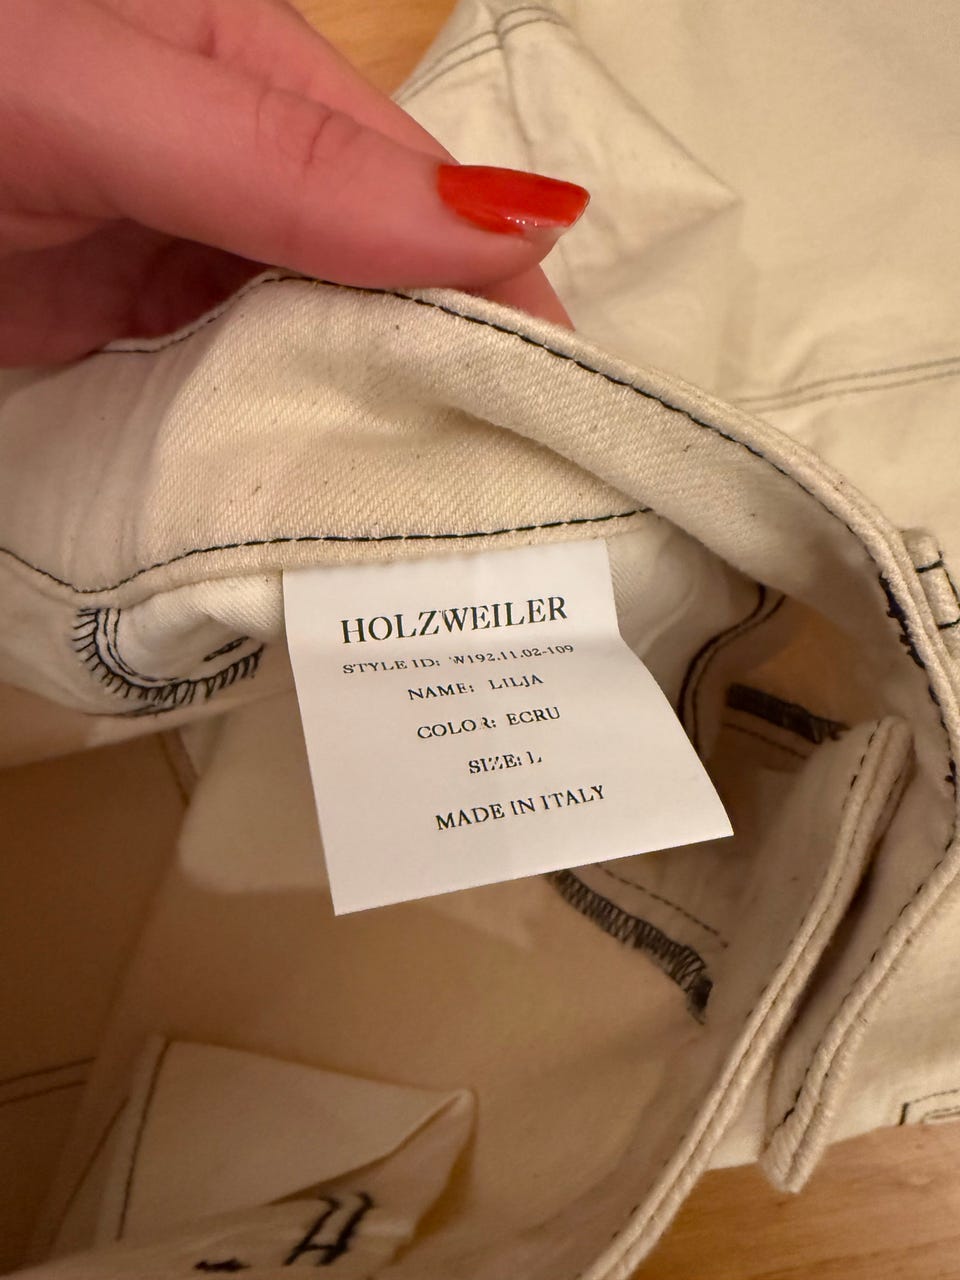 HOLZWEILER
STYLE ID: W192.11.02-109
NAME: LILJA
COLOR: ECRU
SIZE: L
MADE IN ITALY
H